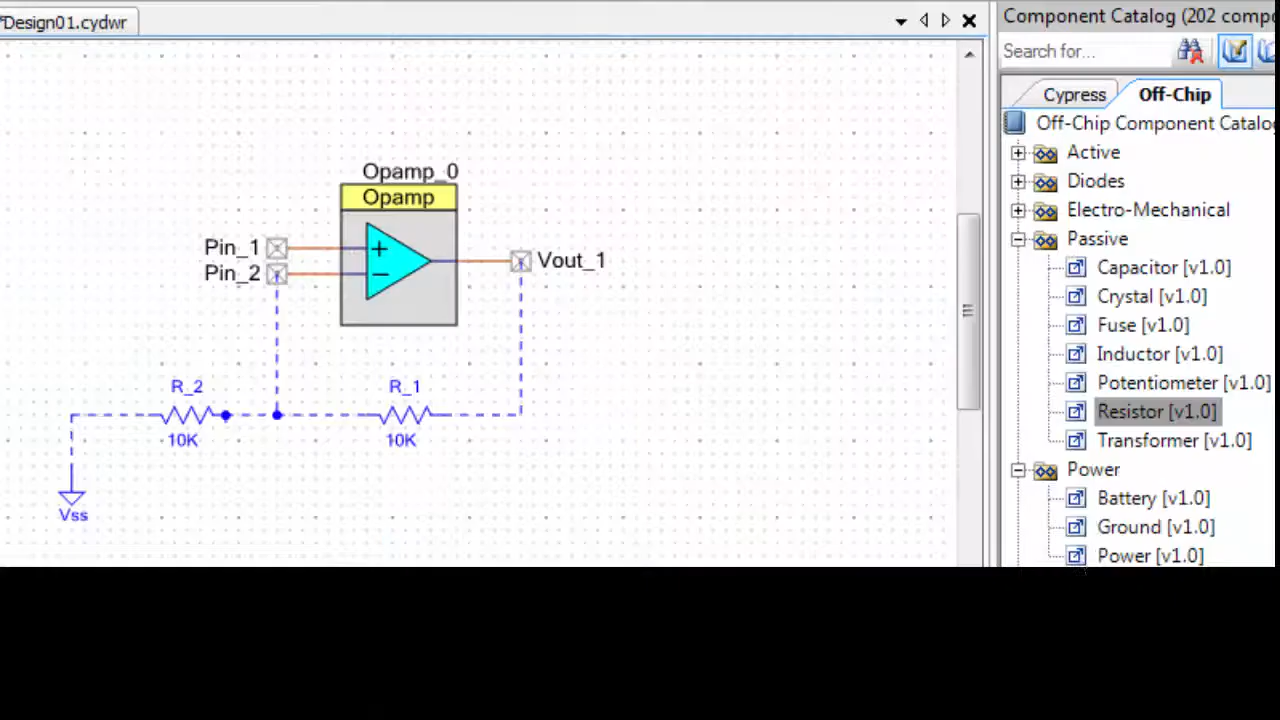 Design01.cydwr
Component Catalog (202 compo
Search for...
Cypress
Off-Chip
Off-Chip Component Catalog
Active
Diodes
Electro-Mechanical
Passive
Capacitor [v1.0]
Crystal [v1.0]
Fuse [v1.0]
Inductor [v1.0]
Potentiometer [v1.0]
Resistor [v1.0]
Transformer [v1.0]
Power
Battery [v1.0]
Ground [v1.0]
Power [v1.0]
Opamp_0
Opamp
Pin_1
Pin_2
+
−
Vout_1
R_2
10K
R_1
10K
Vss